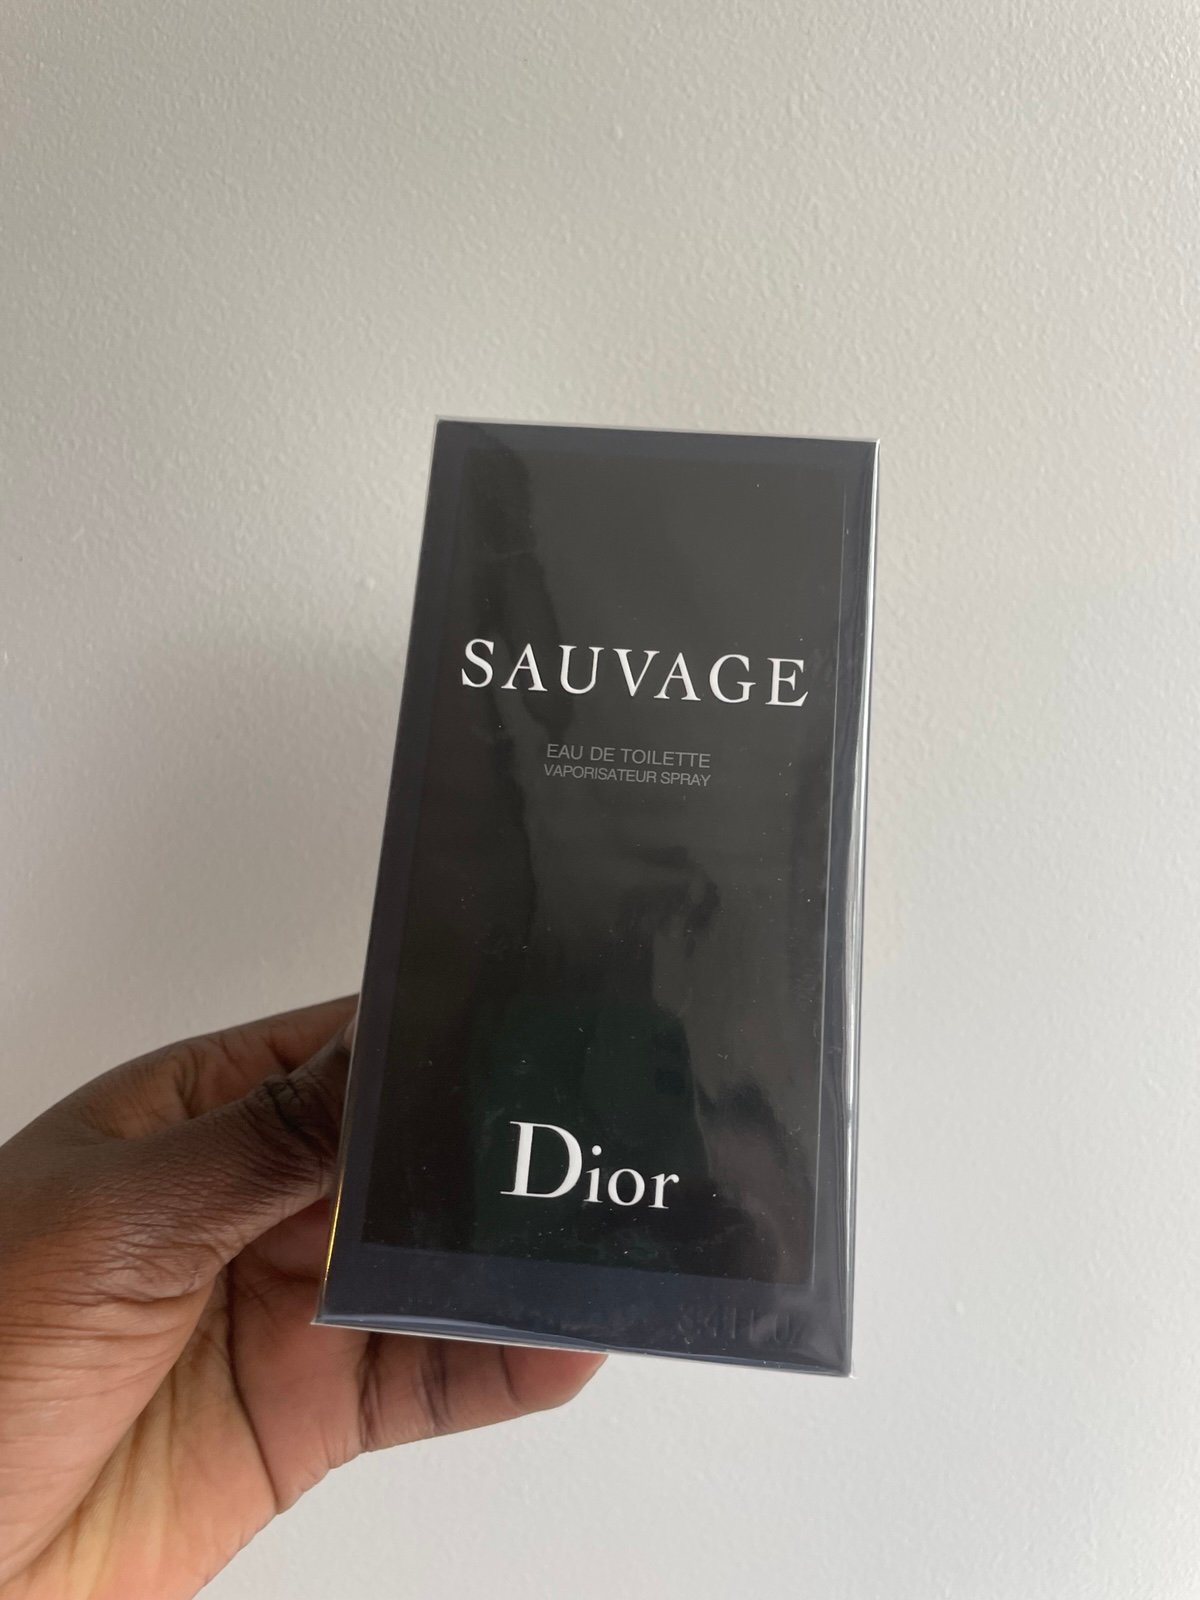 SAUVAGE
EAU DE TOILETTE
VAPORISATEUR SPRAY
Dior